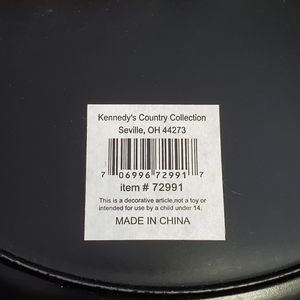 Kennedy's Country Collection
Seville, OH 44273
7 06996 72991 7
item # 72991
This is a decorative article,not a toy or
intended for use by a child under 14.
MADE IN CHINA